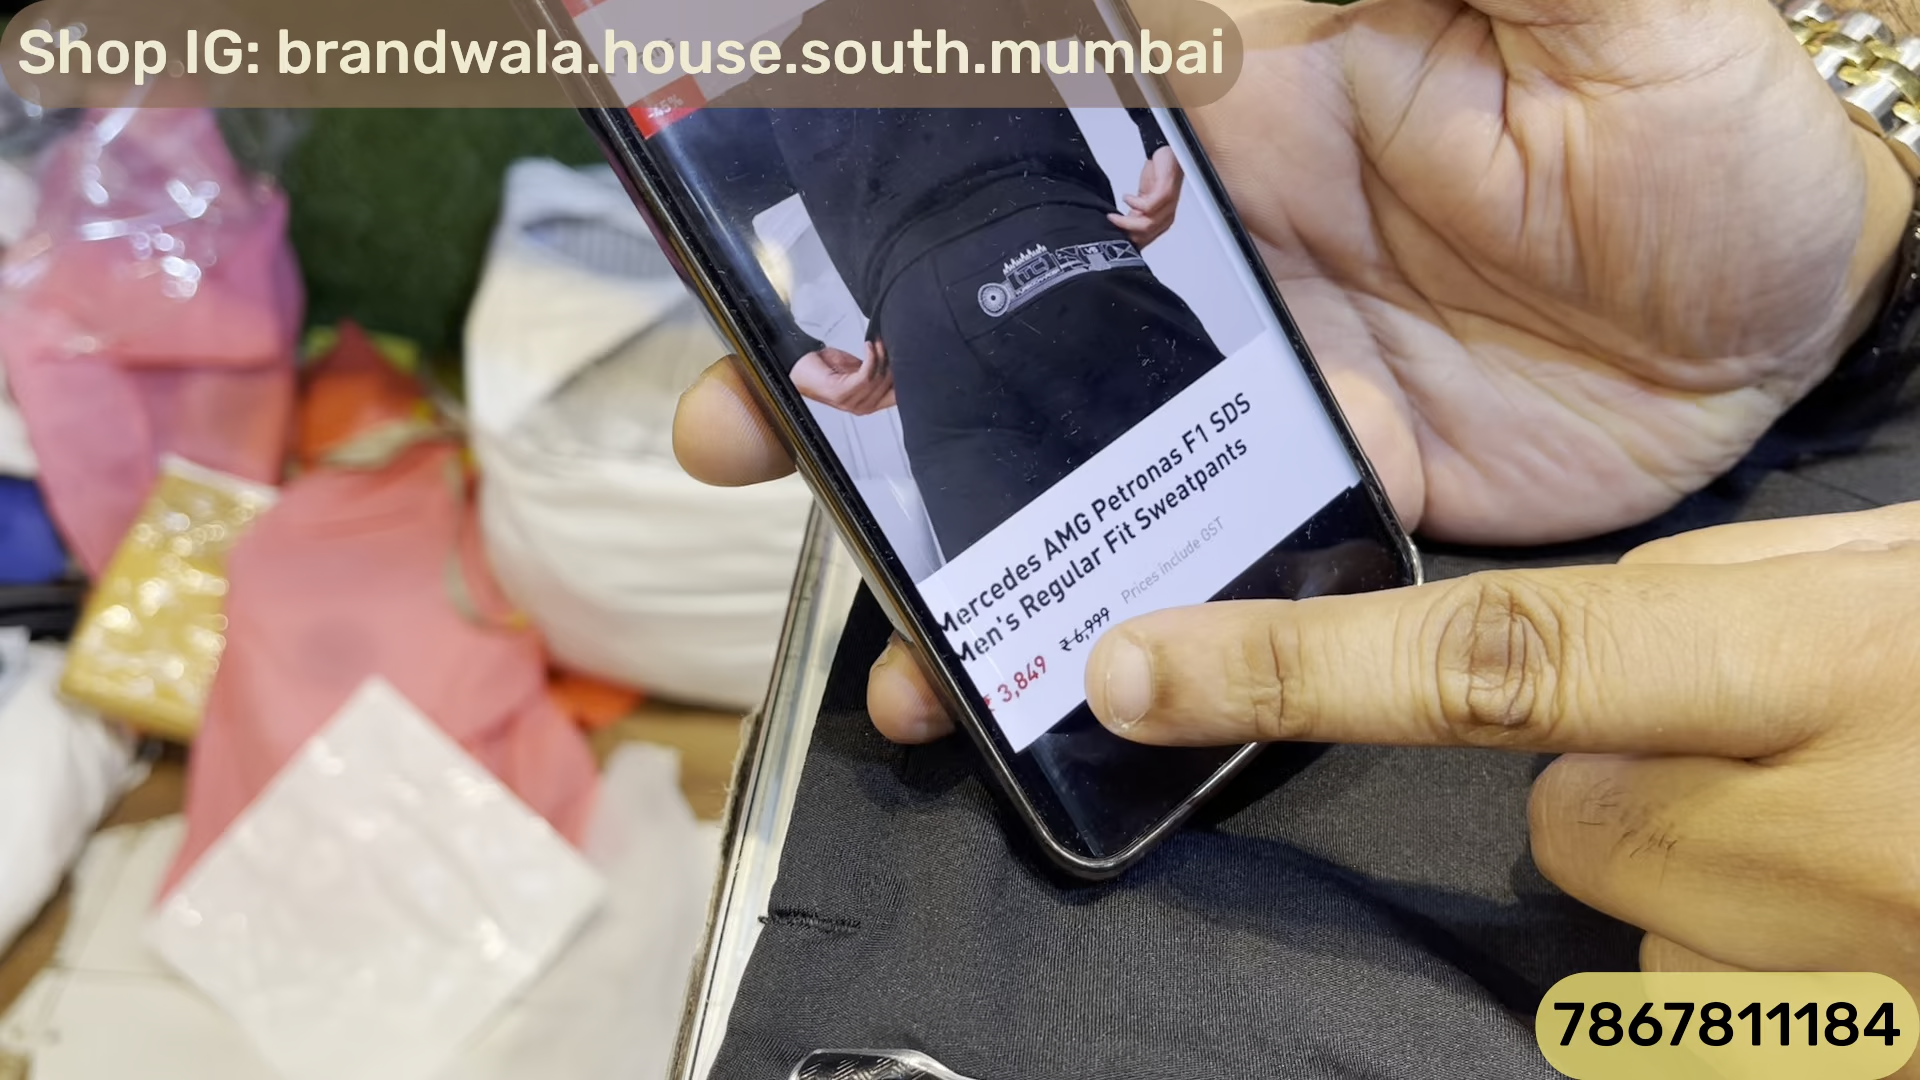 Shop IG: brandwala.house.south.mumbai
-45%
Mercedes AMG Petronas F1 SDS
Men's Regular Fit Sweatpants
₹ 3,849 ₹ 6,999 Prices include GST
7867811184